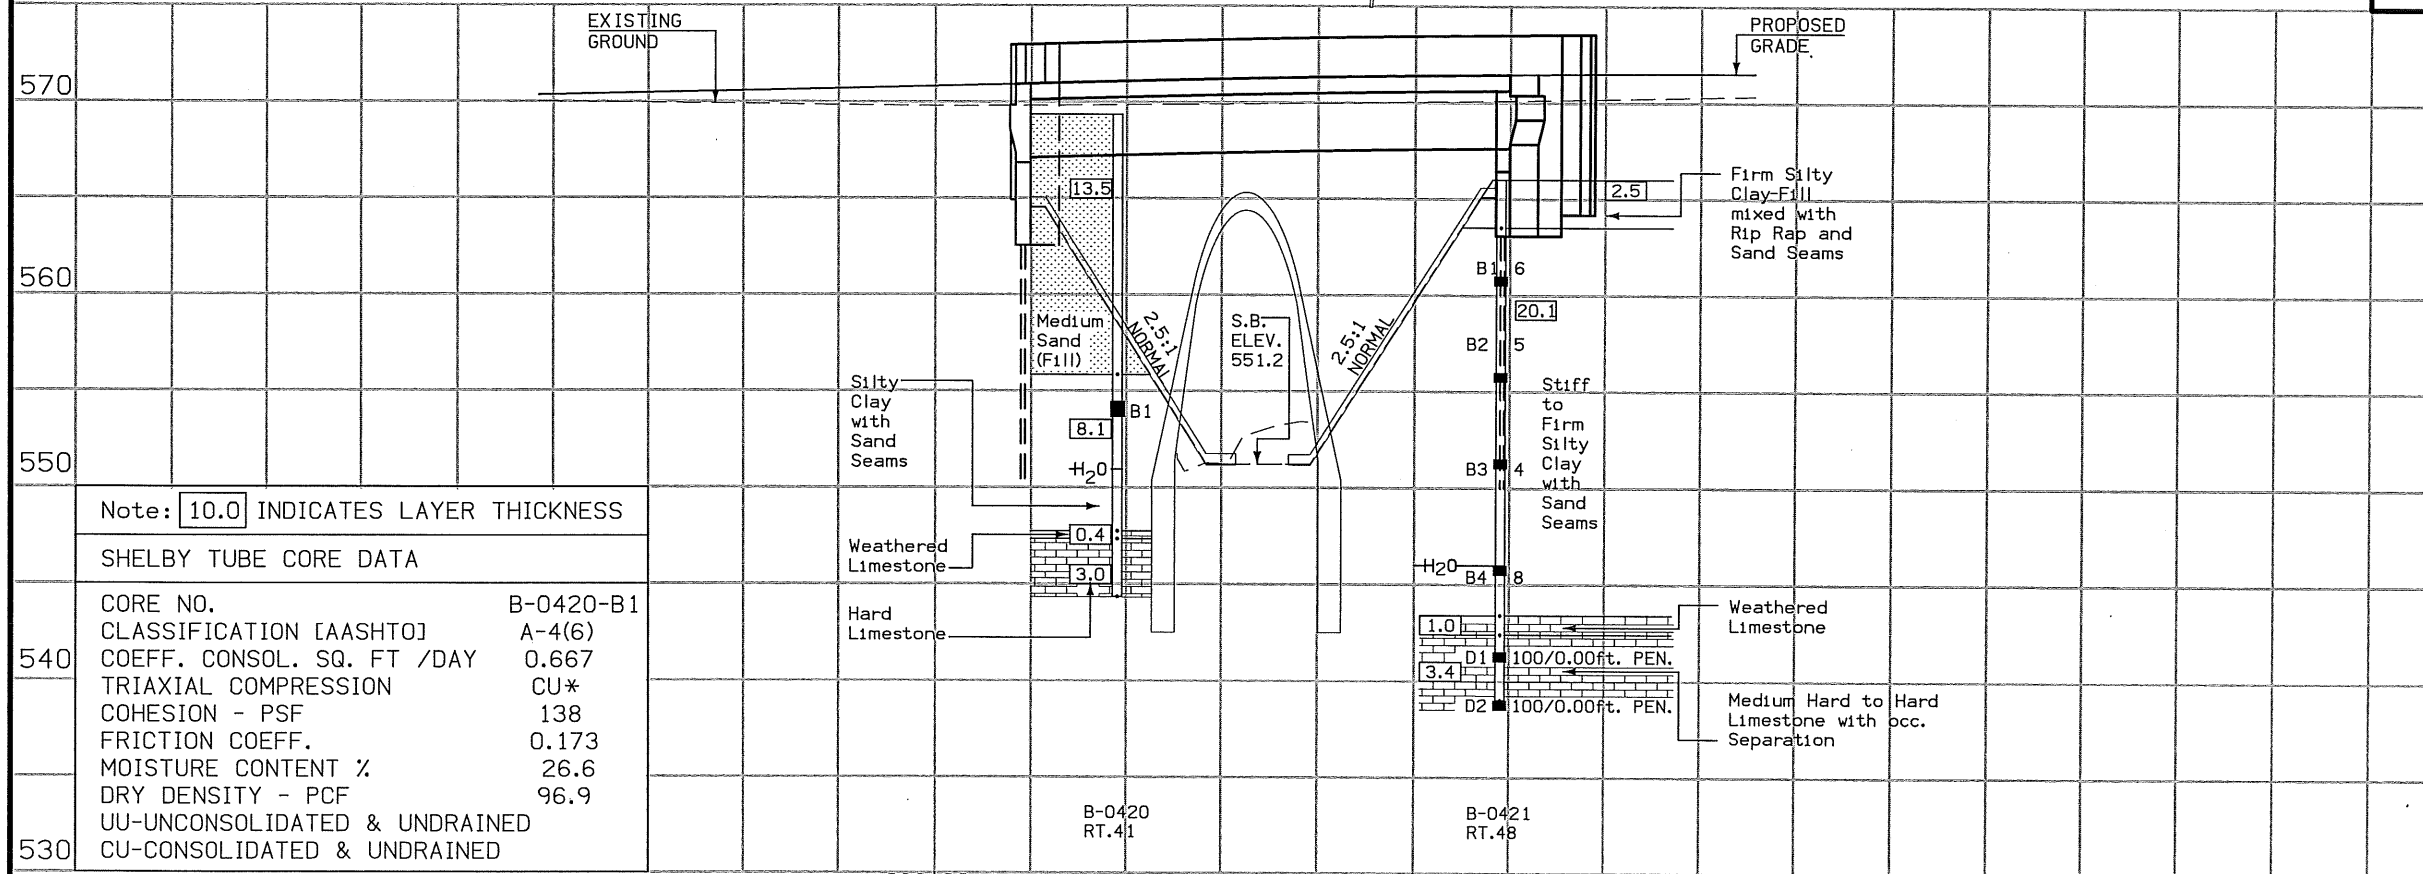 EXISTING
GROUND
PROPOSED
GRADE
570
13.5
2.5
Firm Silty
Clay-Fill
mixed with
Rip Rap and
Sand Seams
560
B1 6
20.1
Medium
Sand
(Fill)
2.5:1
NORMAL
S.B.
ELEV.
551.2
2.5:1
NORMAL
B2 5
Silty
Clay
with
Sand
Seams
B1
8.1
Stiff
to
Firm
Silty
Clay
with
Sand
Seams
550
H2O
B3 4
Note: 10.0 INDICATES LAYER THICKNESS
SHELBY TUBE CORE DATA
CORE NO. B-0420-B1
CLASSIFICATION [AASHTO] A-4(6)
COEFF. CONSOL. SQ. FT /DAY 0.667
TRIAXIAL COMPRESSION CU*
COHESION - PSF 138
FRICTION COEFF. 0.173
MOISTURE CONTENT % 26.6
DRY DENSITY - PCF 96.9
UU-UNCONSOLIDATED & UNDRAINED
CU-CONSOLIDATED & UNDRAINED
0.4
Weathered
Limestone
3.0
Hard
Limestone
H2O
B4 8
1.0
Weathered
Limestone
540
D1 100/0.00ft. PEN.
3.4
D2 100/0.00ft. PEN.
Medium Hard to Hard
Limestone with occ.
Separation
B-0420
RT.41
B-0421
RT.48
530